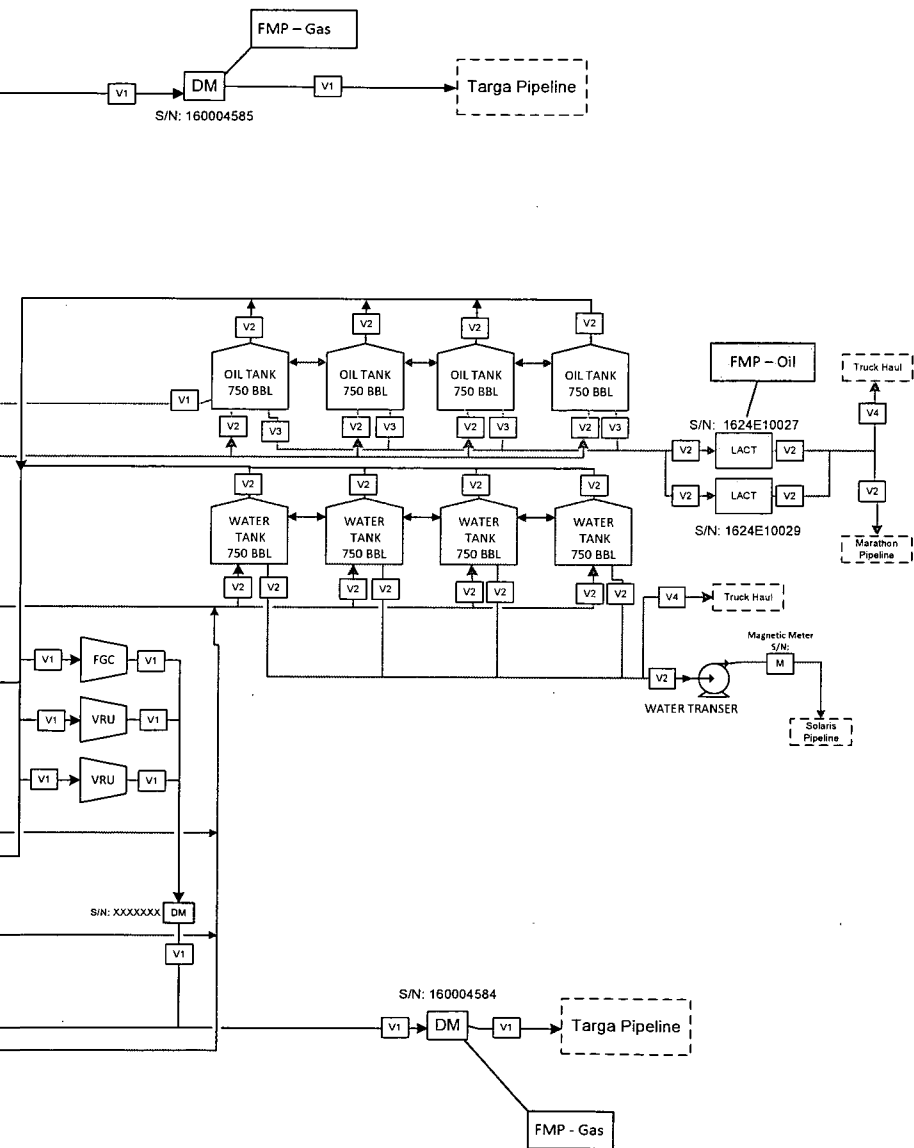 FMP – Gas
V1
DM
V1
Targa Pipeline
S/N: 160004585
V2
V2
V2
V2
OIL TANK
750 BBL
OIL TANK
750 BBL
OIL TANK
750 BBL
OIL TANK
750 BBL
FMP – Oil
Truck Haul
V1
V4
V2
V3
V2
V3
V2
V3
V2
V3
S/N: 1624E10027
V2
LACT
V2
V2
V2
LACT
V2
S/N: 1624E10029
Marathon
Pipeline
V2
V2
V2
V2
WATER
TANK
750 BBL
WATER
TANK
750 BBL
WATER
TANK
750 BBL
WATER
TANK
750 BBL
V2
V2
V2
V2
V2
V2
V2
V2
V4
Truck Haul
V1
FGC
V1
Magnetic Meter
S/N:
M
V2
WATER TRANSER
V1
VRU
V1
Solaris
Pipeline
V1
VRU
V1
S/N: XXXXXXX
DM
V1
S/N: 160004584
V1
DM
V1
Targa Pipeline
FMP - Gas